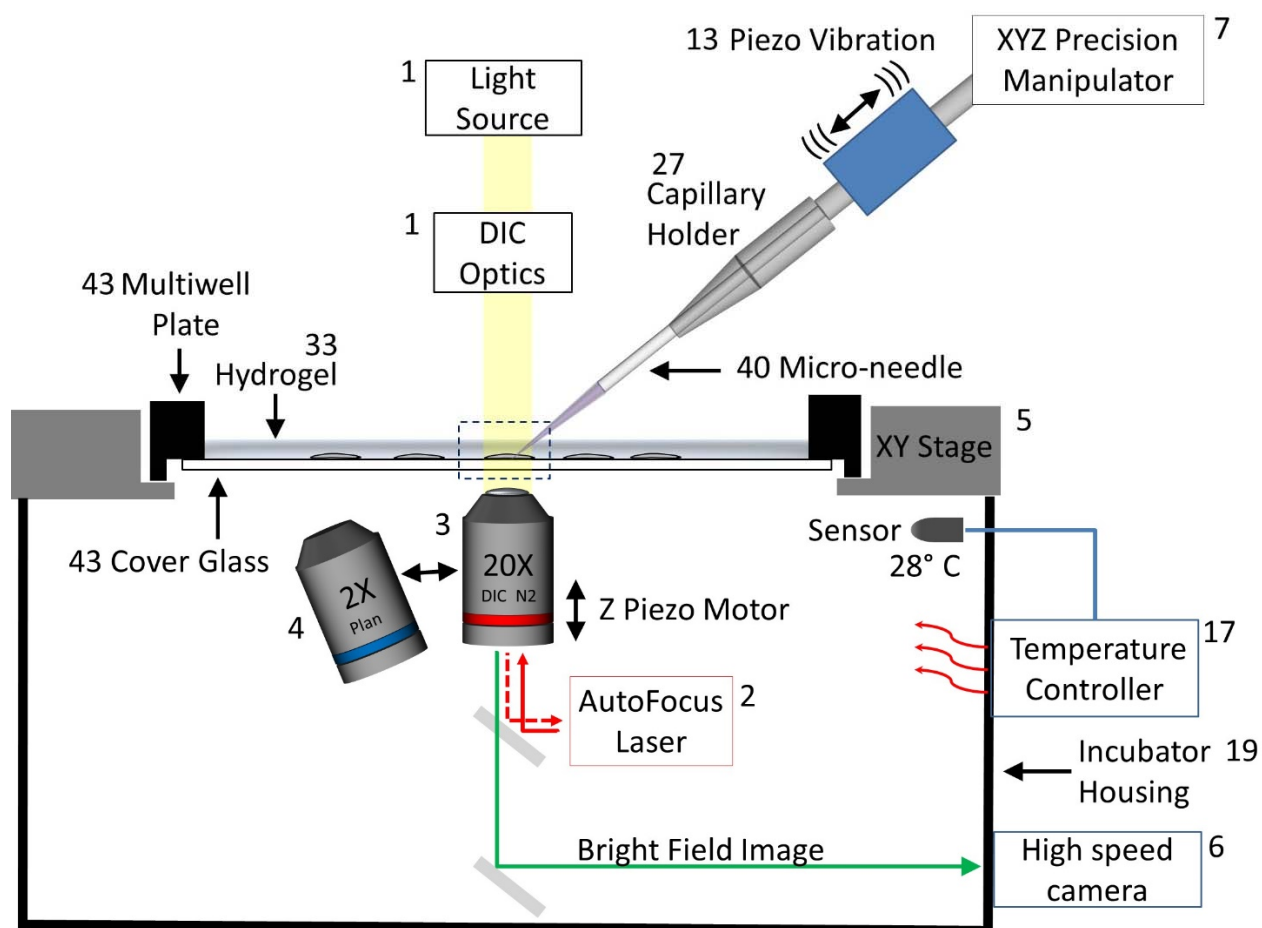 13 Piezo Vibration
XYZ Precision
Manipulator
7
1
Light
Source
27
Capillary
Holder
1
DIC
Optics
43 Multiwell
Plate
33
Hydrogel
40 Micro-needle
5
XY Stage
43 Cover Glass
3
Sensor
28° C
20X
DIC N2
2X
Plan
4
Z Piezo Motor
Temperature
Controller
17
AutoFocus
Laser
2
Incubator
Housing
19
Bright Field Image
High speed
camera
6